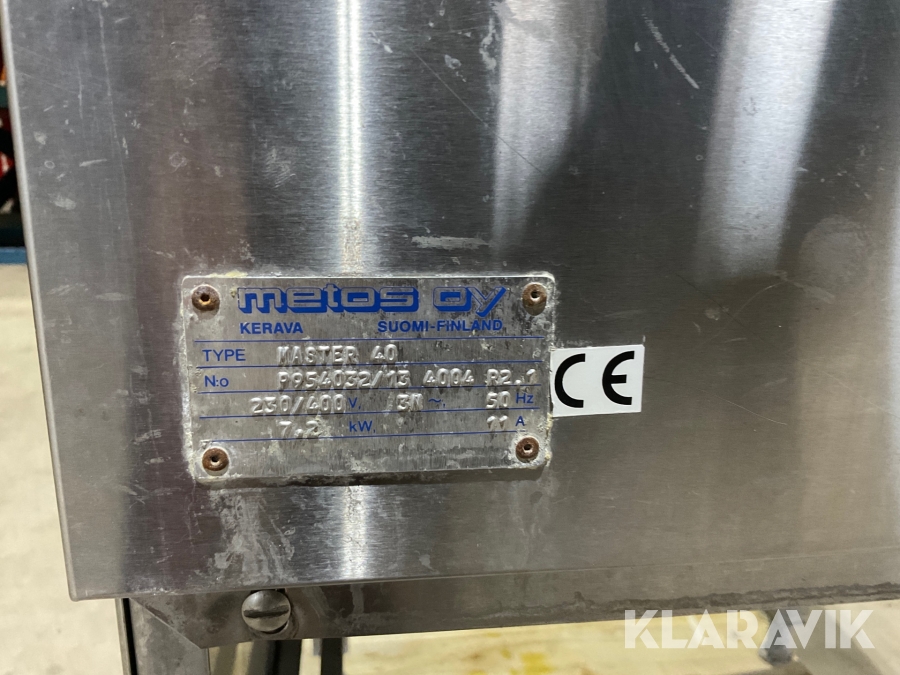 metos oy
KERAVA SUOMI-FINLAND
TYPE MASTER 40
N:o P954032/13 4004 R2.1
230/400 V, 3N ~, 50 Hz
7,2 kW, 11 A
CE
KLARAVIK